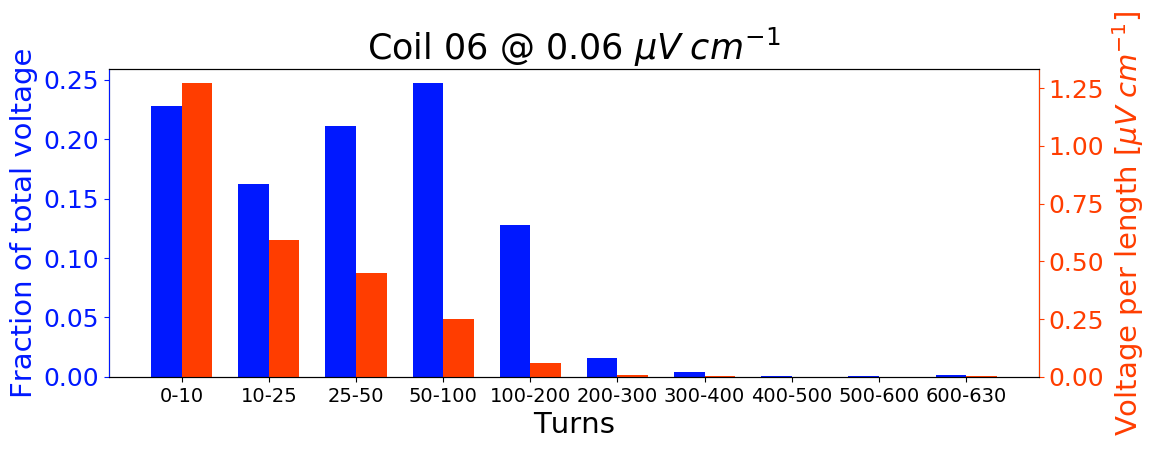 Coil 06 @ 0.06 μV cm⁻¹
Fraction of total voltage
0.25
0.20
0.15
0.10
0.05
0.00
1.25
1.00
0.75
0.50
0.25
0.00
Voltage per length [μV cm⁻¹]
0-10 10-25 25-50 50-100 100-200 200-300 300-400 400-500 500-600 600-630
Turns